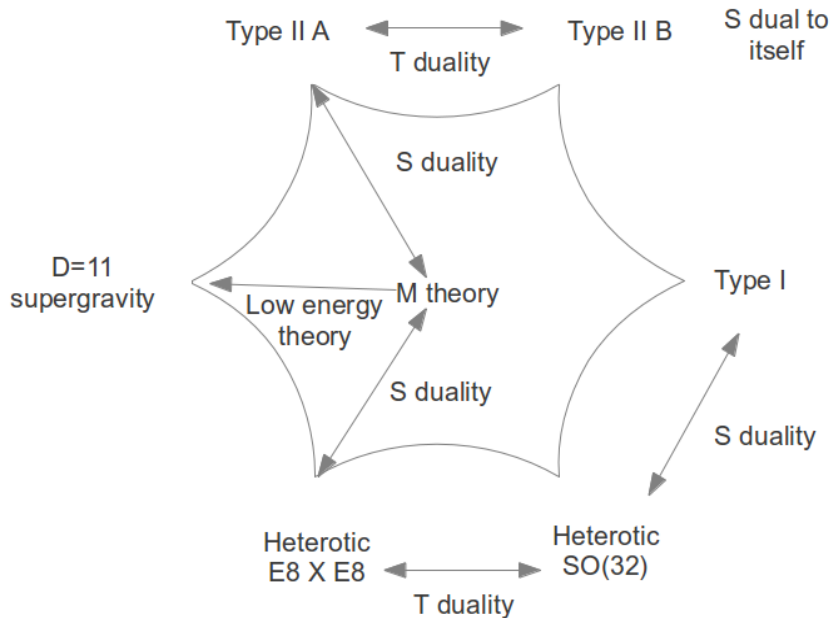 Type II A
T duality
Type II B
S dual to
itself
S duality
D=11
supergravity
Low energy
theory
M theory
Type I
S duality
S duality
Heterotic
E8 X E8
T duality
Heterotic
SO(32)